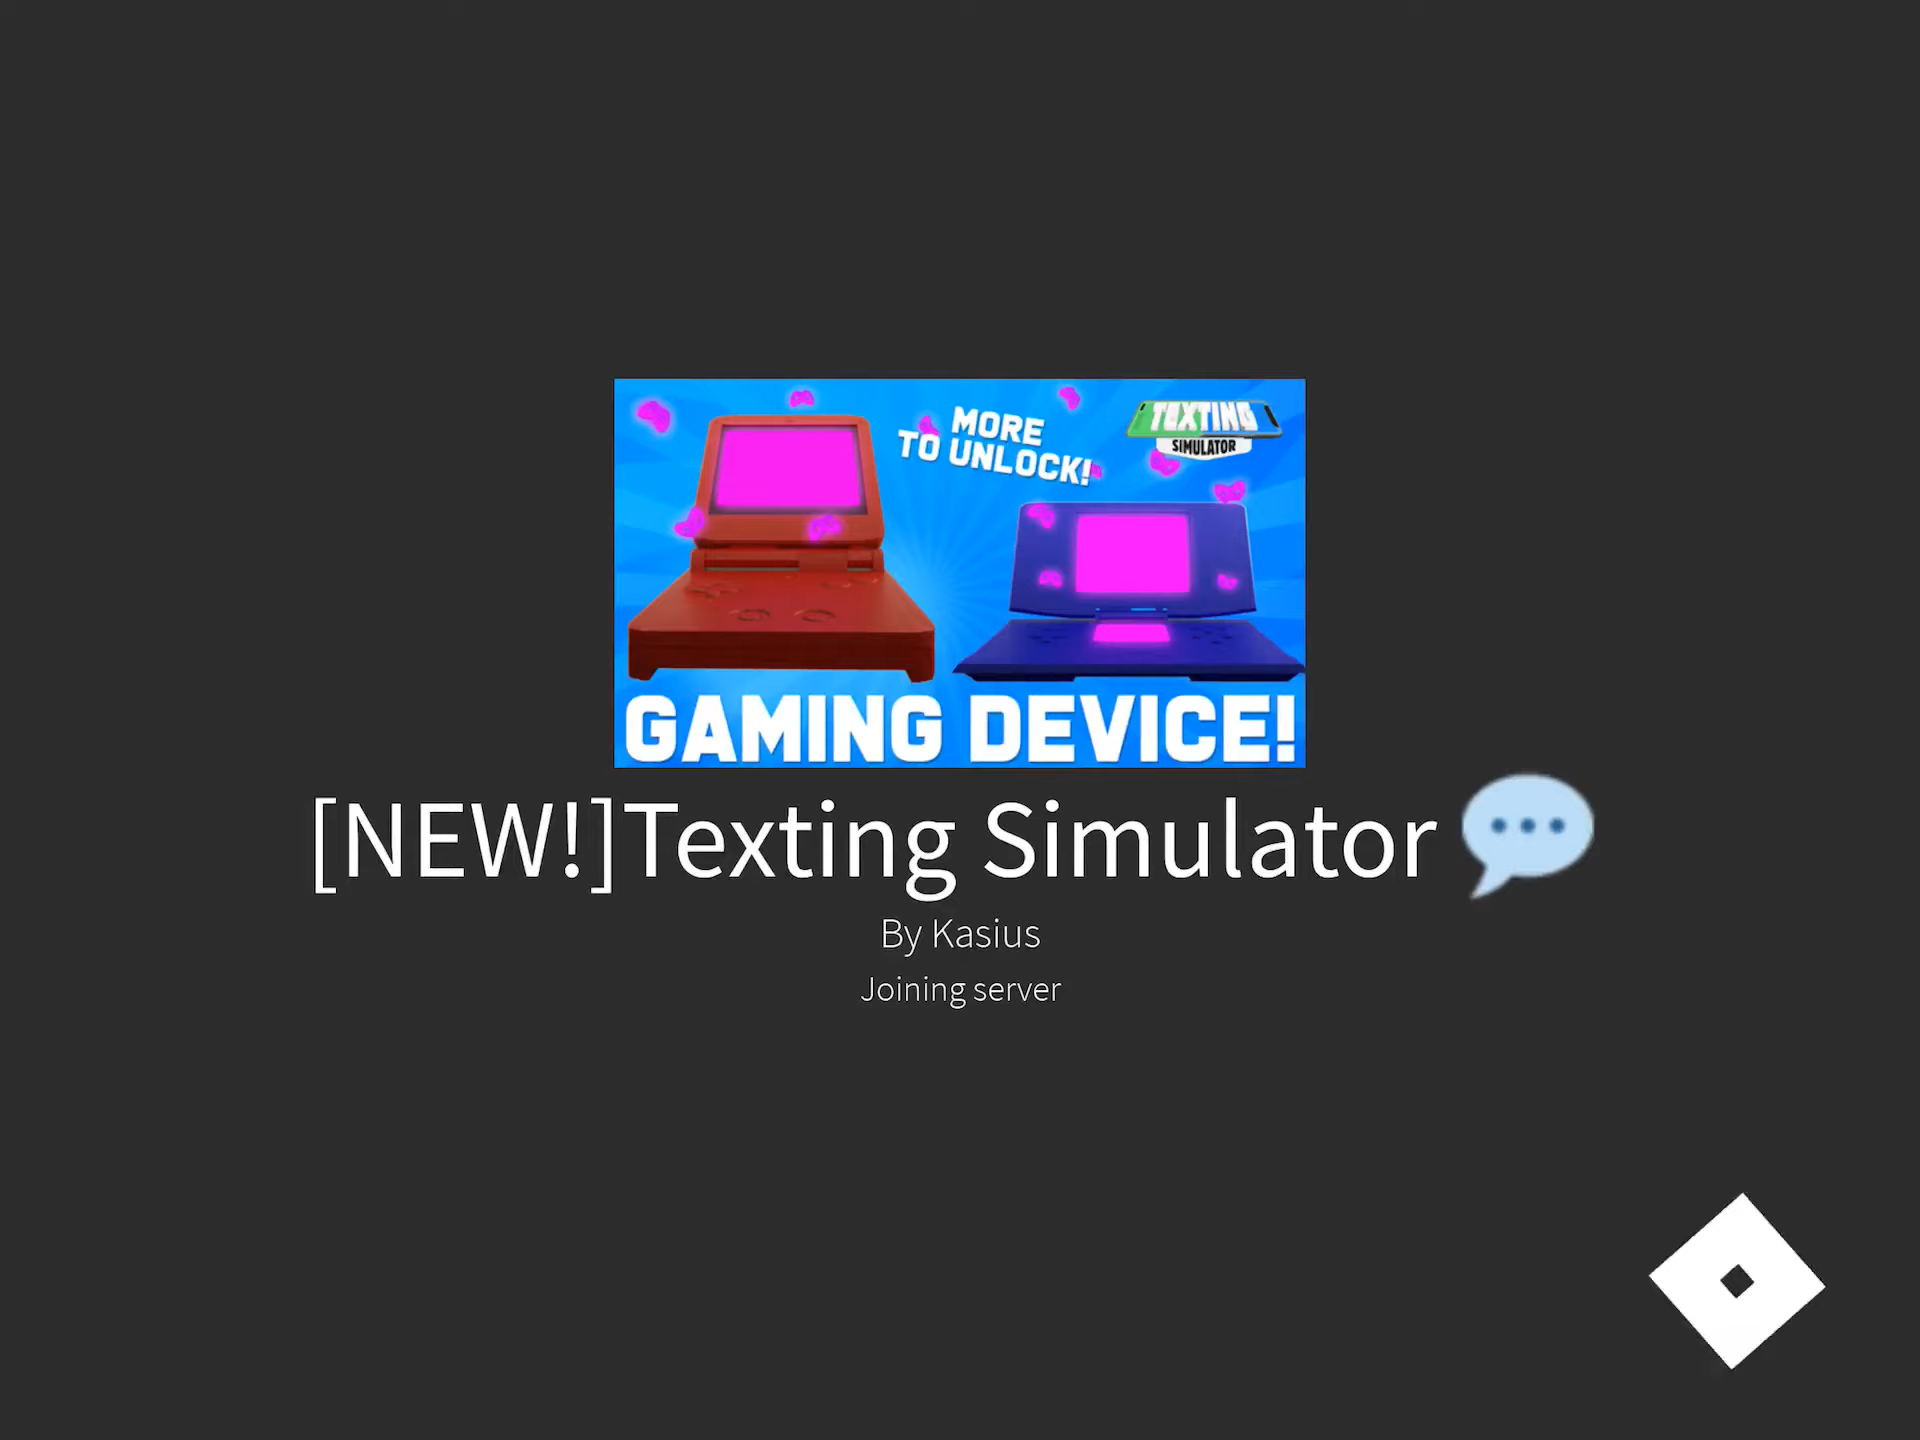 MORE
TO UNLOCK!
TEXTING
SIMULATOR
GAMING DEVICE!
[NEW!]Texting Simulator 💬
By Kasius
Joining server